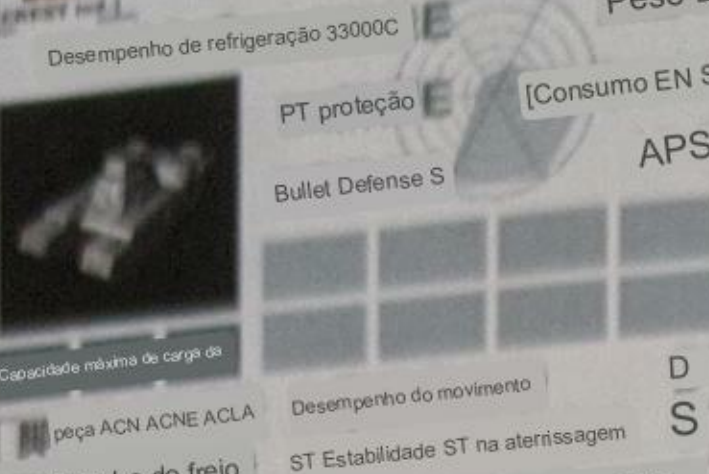 Desempenho de refrigeração 33000C E
PT proteção E
[Consumo EN S
Bullet Defense S
APS
Capacidade máxima de carga da
peça ACN ACNE ACLA
Desempenho do movimento
D
do freio
ST Estabilidade ST na aterrissagem
S